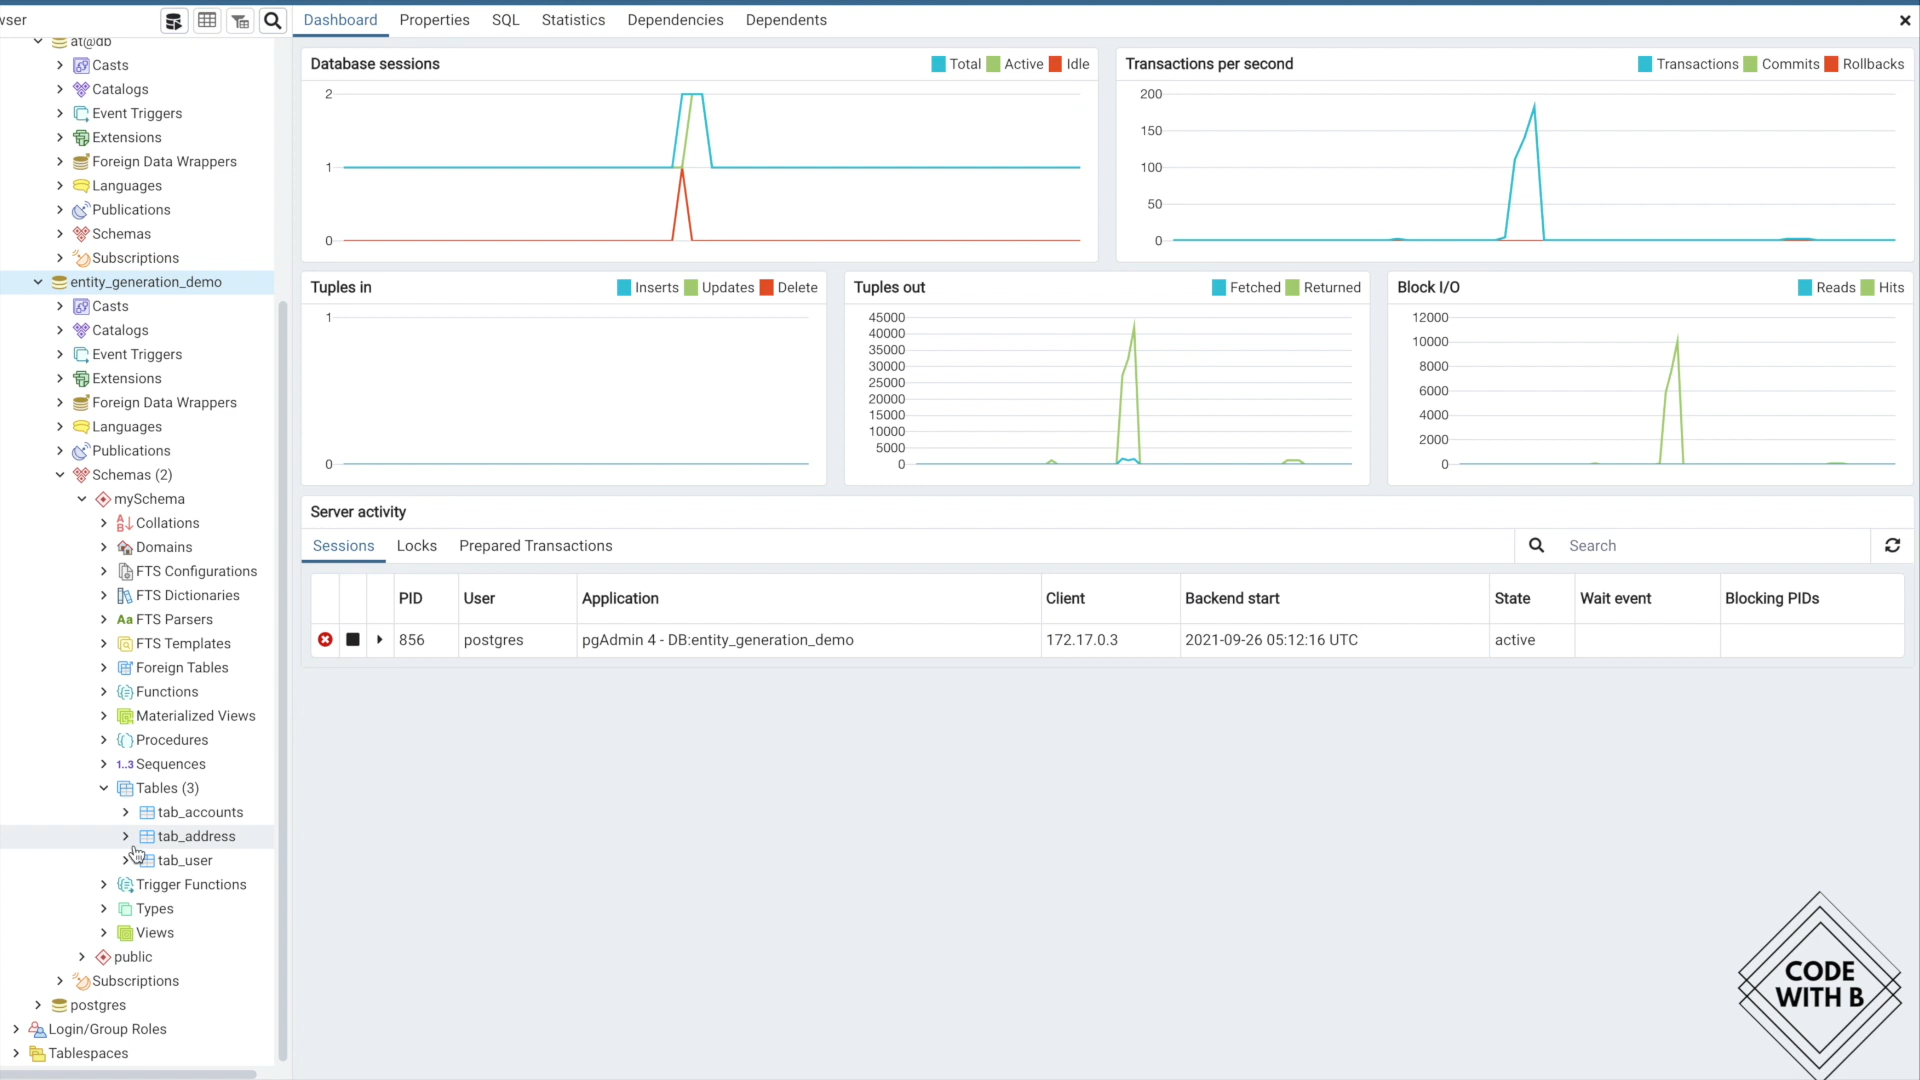 wser
Dashboard
Properties
SQL
Statistics
Dependencies
Dependents
at@db
Casts
Catalogs
Event Triggers
Extensions
Foreign Data Wrappers
Languages
Publications
Schemas
Subscriptions
entity_generation_demo
Casts
Catalogs
Event Triggers
Extensions
Foreign Data Wrappers
Languages
Publications
Schemas (2)
mySchema
Collations
Domains
FTS Configurations
FTS Dictionaries
Aa FTS Parsers
FTS Templates
Foreign Tables
Functions
Materialized Views
Procedures
1..3 Sequences
Tables (3)
tab_accounts
tab_address
tab_user
Trigger Functions
Types
Views
public
Subscriptions
postgres
Login/Group Roles
Tablespaces
Database sessions
Total Active Idle
2
1
0
Transactions per second
Transactions Commits Rollbacks
200
150
100
50
0
Tuples in
Inserts Updates Delete
1
0
Tuples out
Fetched Returned
45000
40000
35000
30000
25000
20000
15000
10000
5000
0
Block I/O
Reads Hits
12000
10000
8000
6000
4000
2000
0
Server activity
Sessions
Locks
Prepared Transactions
Search
PID User Application Client Backend start State Wait event Blocking PIDs
856 postgres pgAdmin 4 - DB:entity_generation_demo 172.17.0.3 2021-09-26 05:12:16 UTC active
CODE
WITH B